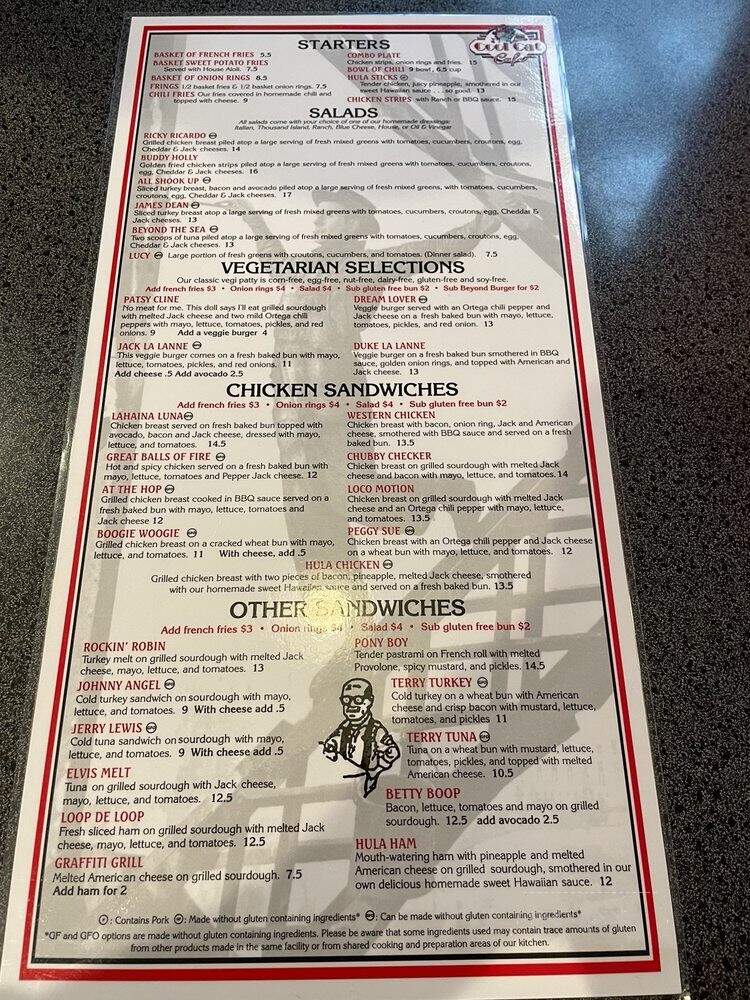 Cool Cat
Cafe
STARTERS
BASKET OF FRENCH FRIES 5.5
BASKET SWEET POTATO FRIES
Served with House Aioli. 7.5
BASKET OF ONION RINGS 8.5
FRINGS 1/2 basket fries & 1/2 basket onion rings. 7.5
CHILI FRIES Our fries covered in homemade chili and
topped with cheese. 9
COMBO PLATE
Chicken strips, onion rings and fries. 15
BOWL OF CHILI 9 bowl, 6.5 cup
HULA STICKS
Tender chicken, juicy pineapple, smothered in our
sweet Hawaiian sauce . . .so good. 13
CHICKEN STRIPS with Ranch or BBQ sauce. 15
SALADS
All salads come with your choice of one of our homemade dressings:
Italian, Thousand Island, Ranch, Blue Cheese, House, or Oil & Vinegar
RICKY RICARDO
Grilled chicken breast piled atop a large serving of fresh mixed greens with tomatoes, cucumbers, croutons, egg,
Cheddar & Jack cheeses. 14
BUDDY HOLLY
Golden fried chicken strips piled atop a large serving of fresh mixed greens with tomatoes, cucumbers, croutons,
egg, Cheddar & Jack cheeses. 16
ALL SHOOK UP
Sliced turkey breast, bacon and avocado piled atop a large serving of fresh mixed greens, with tomatoes, cucumbers,
croutons, egg, Cheddar & Jack cheeses. 17
JAMES DEAN
Sliced turkey breast atop a large serving of fresh mixed greens with tomatoes, cucumbers, croutons, egg, Cheddar &
Jack cheeses. 13
BEYOND THE SEA
Two scoops of tuna piled atop a large serving of fresh mixed greens with tomatoes, cucumbers, croutons, egg,
Cheddar & Jack cheeses. 13
LUCY Large portion of fresh greens with croutons, cucumbers, and tomatoes. (Dinner salad). 7.5
VEGETARIAN SELECTIONS
Our classic vegi patty is corn-free, egg-free, nut-free, dairy-free, gluten-free and soy-free.
Add french fries $3 • Onion rings $4 • Salad $4 • Sub gluten free bun $2 • Sub Beyond Burger for $2
PATSY CLINE
No meat for me. This doll says I'll eat grilled sourdough
with melted Jack cheese and two mild Ortega chili
peppers with mayo, lettuce, tomatoes, pickles, and red
onions. 9 Add a veggie burger 4
JACK LA LANNE
This veggie burger comes on a fresh baked bun with mayo,
lettuce, tomatoes, pickles, and red onions. 11
Add cheese .5 Add avocado 2.5
DREAM LOVER
Veggie burger served with an Ortega chili pepper and
Jack cheese on a fresh baked bun with mayo, lettuce,
tomatoes, pickles, and red onion. 13
DUKE LA LANNE
Veggie burger on a fresh baked bun smothered in BBQ
sauce, golden onion rings, and topped with American and
Jack cheese. 13
CHICKEN SANDWICHES
Add french fries $3 • Onion rings $4 • Salad $4 • Sub gluten free bun $2
LAHAINA LUNA
Chicken breast served on fresh baked bun topped with
avocado, bacon and Jack cheese, dressed with mayo,
lettuce, and tomatoes. 14.5
GREAT BALLS OF FIRE
Hot and spicy chicken served on a fresh baked bun with
mayo, lettuce, tomatoes and Pepper Jack cheese. 12
AT THE HOP
Grilled chicken breast cooked in BBQ sauce served on a
fresh baked bun with mayo, lettuce, tomatoes and
Jack cheese 12
BOOGIE WOOGIE
Grilled chicken breast on a cracked wheat bun with mayo,
lettuce, and tomatoes. 11 With cheese, add .5
WESTERN CHICKEN
Chicken breast with bacon, onion ring, Jack and American
cheese, smothered with BBQ sauce and served on a fresh
baked bun. 13.5
CHUBBY CHECKER
Chicken breast on grilled sourdough with melted Jack
cheese and bacon with mayo, lettuce, and tomatoes. 14
LOCO MOTION
Chicken breast on grilled sourdough with melted Jack
cheese and an Ortega chili pepper with mayo, lettuce,
and tomatoes. 13.5
PEGGY SUE
Chicken breast with an Ortega chili pepper and Jack cheese
on a wheat bun with mayo, lettuce, and tomatoes. 12
HULA CHICKEN
Grilled chicken breast with two pieces of bacon, pineapple, melted Jack cheese, smothered
with our homemade sweet Hawaiian sauce and served on a fresh baked bun. 13.5
OTHER SANDWICHES
Add french fries $3 • Onion rings $4 • Salad $4 • Sub gluten free bun $2
ROCKIN' ROBIN
Turkey melt on grilled sourdough with melted Jack
cheese, mayo, lettuce, and tomatoes. 13
JOHNNY ANGEL
Cold turkey sandwich on sourdough with mayo,
lettuce, and tomatoes. 9 With cheese add .5
JERRY LEWIS
Cold tuna sandwich on sourdough with mayo,
lettuce, and tomatoes. 9 With cheese add .5
ELVIS MELT
Tuna on grilled sourdough with Jack cheese,
mayo, lettuce, and tomatoes. 12.5
LOOP DE LOOP
Fresh sliced ham on grilled sourdough with melted Jack
cheese, mayo, lettuce, and tomatoes. 12.5
GRAFFITI GRILL
Melted American cheese on grilled sourdough. 7.5
Add ham for 2
PONY BOY
Tender pastrami on French roll with melted
Provolone, spicy mustard, and pickles. 14.5
TERRY TURKEY
Cold turkey on a wheat bun with American
cheese and crisp bacon with mustard, lettuce,
tomatoes, and pickles 11
TERRY TUNA
Tuna on a wheat bun with mustard, lettuce,
tomatoes, pickles, and topped with melted
American cheese. 10.5
BETTY BOOP
Bacon, lettuce, tomatoes and mayo on grilled
sourdough. 12.5 add avocado 2.5
HULA HAM
Mouth-watering ham with pineapple and melted
American cheese on grilled sourdough, smothered in our
own delicious homemade sweet Hawaiian sauce. 12
: Contains Pork : Made without gluten containing ingredients* : Can be made without gluten containing ingredients*
*GF and GFO options are made without gluten containing ingredients. Please be aware that some ingredients used may contain trace amounts of gluten
from other products made in the same facility or from shared cooking and preparation areas of our kitchen.